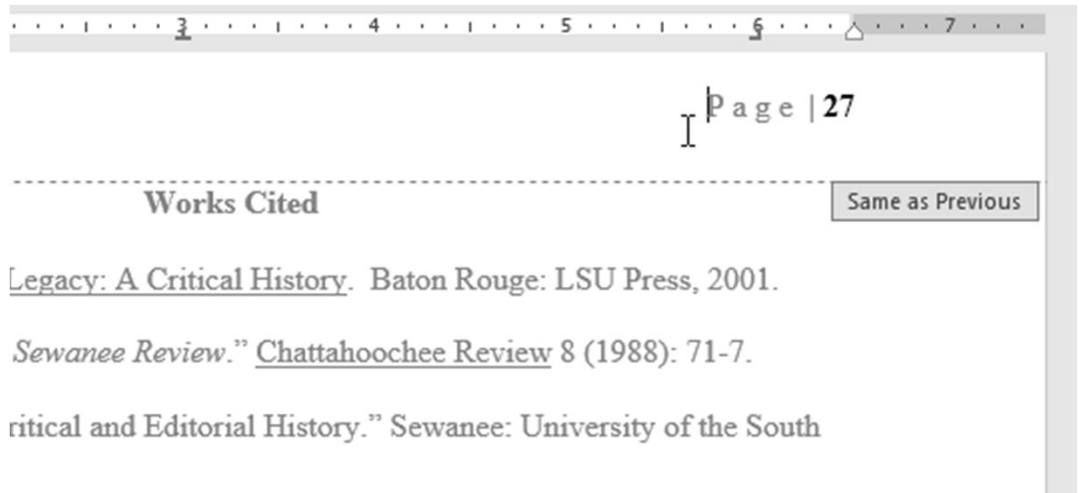 3 4 5 6 7
Page | 27
Works Cited
Same as Previous
Legacy: A Critical History.  Baton Rouge: LSU Press, 2001.
Sewanee Review.” Chattahoochee Review 8 (1988): 71-7.
ritical and Editorial History.” Sewanee: University of the South